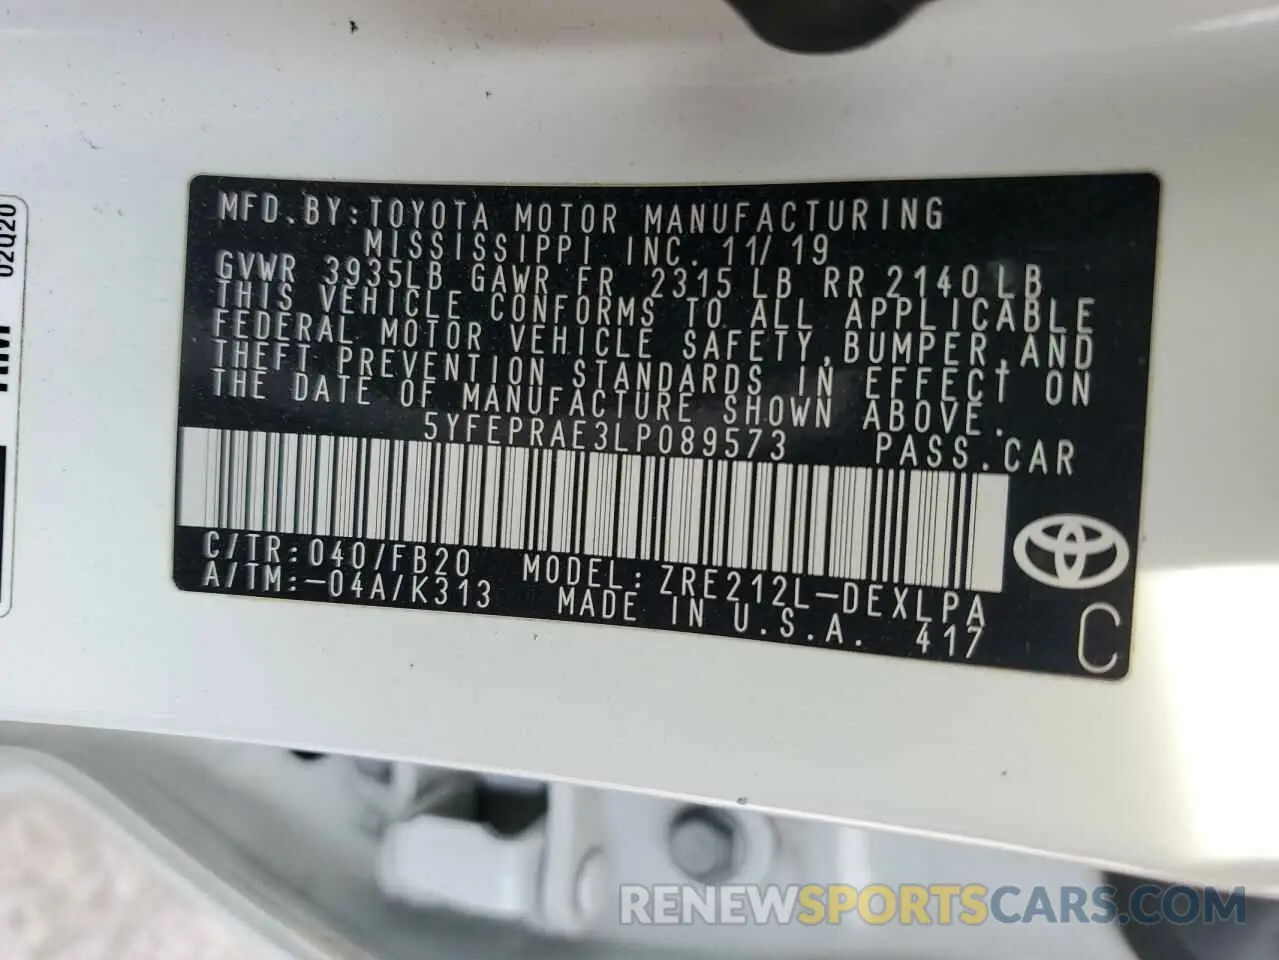 MFD.BY:TOYOTA MOTOR MANUFACTURING
MISSISSIPPI INC. 11/19
GVWR 3935LB GAWR FR 2315LB RR 2140LB
THIS VEHICLE CONFORMS TO ALL APPLICABLE
FEDERAL MOTOR VEHICLE SAFETY,BUMPER,AND
THEFT PREVENTION STANDARDS IN EFFECT ON
THE DATE OF MANUFACTURE SHOWN ABOVE.
5YFEPRAE3LP089573 PASS.CAR
C/TR:040/FB20 MODEL:ZRE212L-DEXLPA
A/TM:-04A/K313 MADE IN U.S.A. 417
C
02Q20
RENEWSPORTSCARS.COM